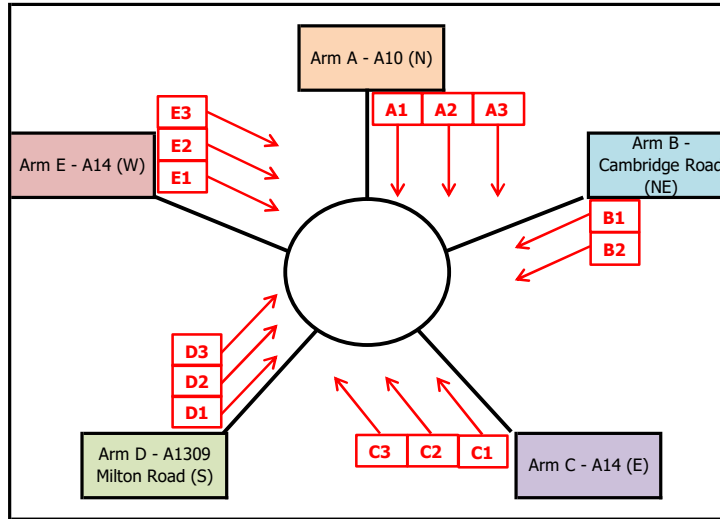 Arm A - A10 (N)
A1 A2 A3
E3
E2
E1
Arm E - A14 (W)
Arm B -
Cambridge Road
(NE)
B1
B2
D3
D2
D1
Arm D - A1309
Milton Road (S)
C3 C2 C1
Arm C - A14 (E)